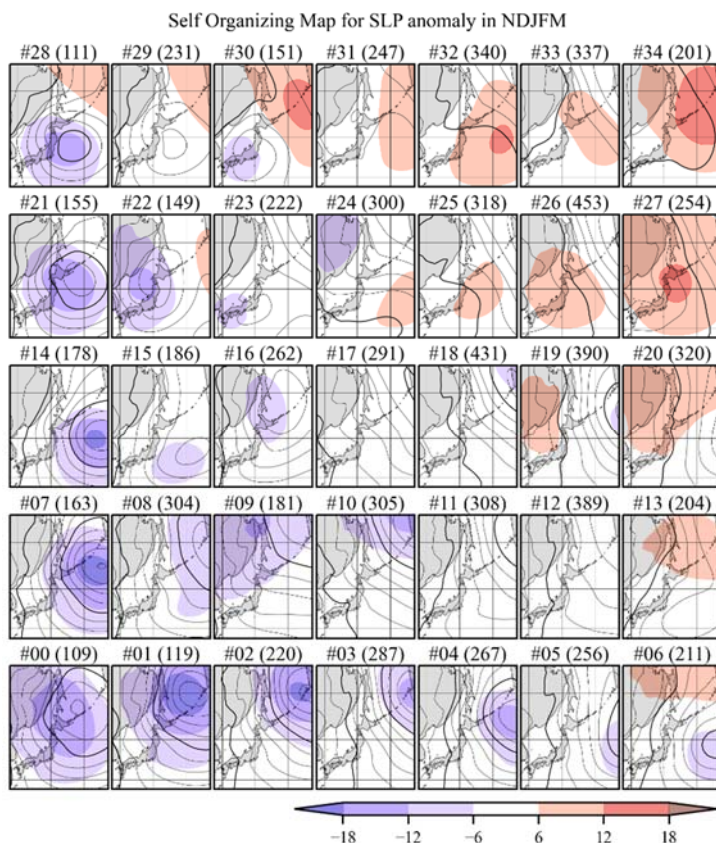 Self Organizing Map for SLP anomaly in NDJFM
#28 (111) #29 (231) #30 (151) #31 (247) #32 (340) #33 (337) #34 (201)
#21 (155) #22 (149) #23 (222) #24 (300) #25 (318) #26 (453) #27 (254)
#14 (178) #15 (186) #16 (262) #17 (291) #18 (431) #19 (390) #20 (320)
#07 (163) #08 (304) #09 (181) #10 (305) #11 (308) #12 (389) #13 (204)
#00 (109) #01 (119) #02 (220) #03 (287) #04 (267) #05 (256) #06 (211)
−18 −12 −6 6 12 18